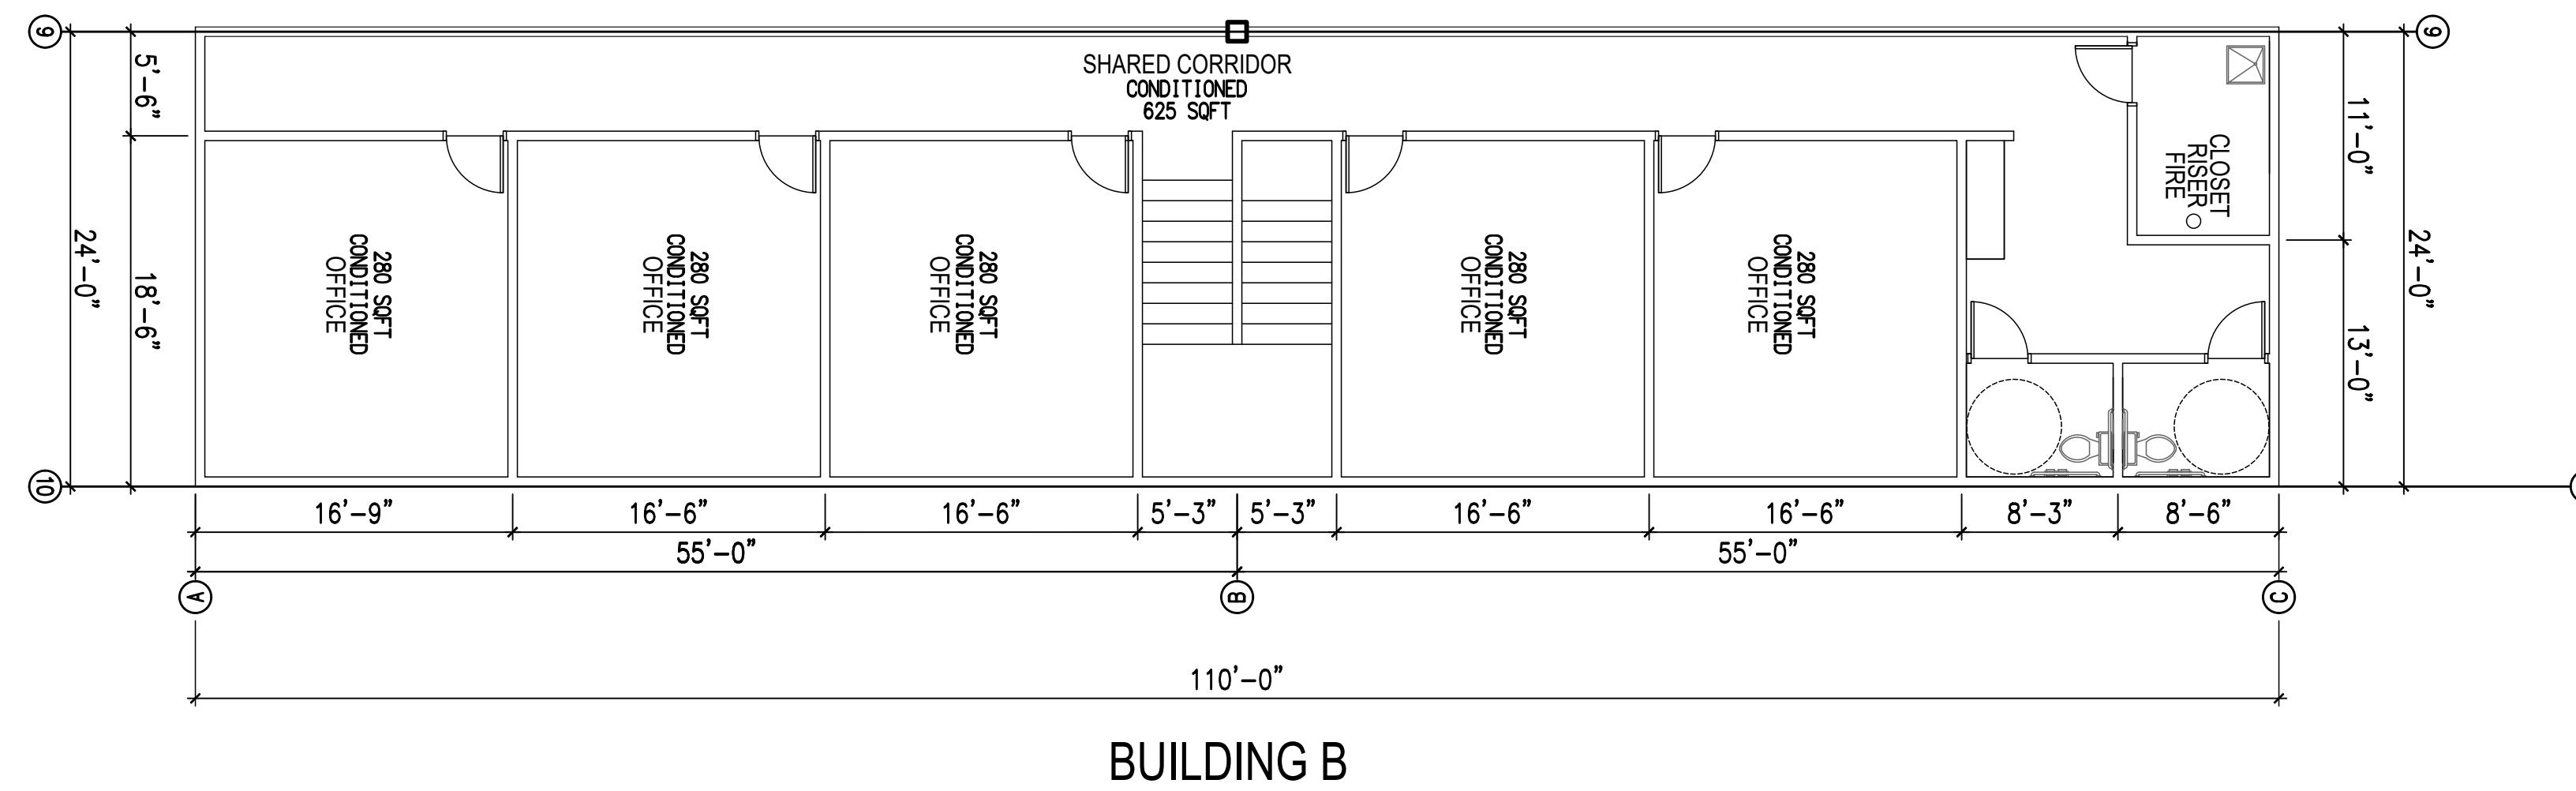 9
9
5'-6"
18'-6"
24'-0"
10
SHARED CORRIDOR
CONDITIONED
625 SQFT
280 SQFT
CONDITIONED
OFFICE
280 SQFT
CONDITIONED
OFFICE
280 SQFT
CONDITIONED
OFFICE
280 SQFT
CONDITIONED
OFFICE
280 SQFT
CONDITIONED
OFFICE
CLOSET
RISER
FIRE
11'-0"
13'-0"
24'-0"
16'-9"
16'-6"
16'-6"
5'-3"
5'-3"
16'-6"
16'-6"
8'-3"
8'-6"
55'-0"
55'-0"
A
B
C
110'-0"
BUILDING B